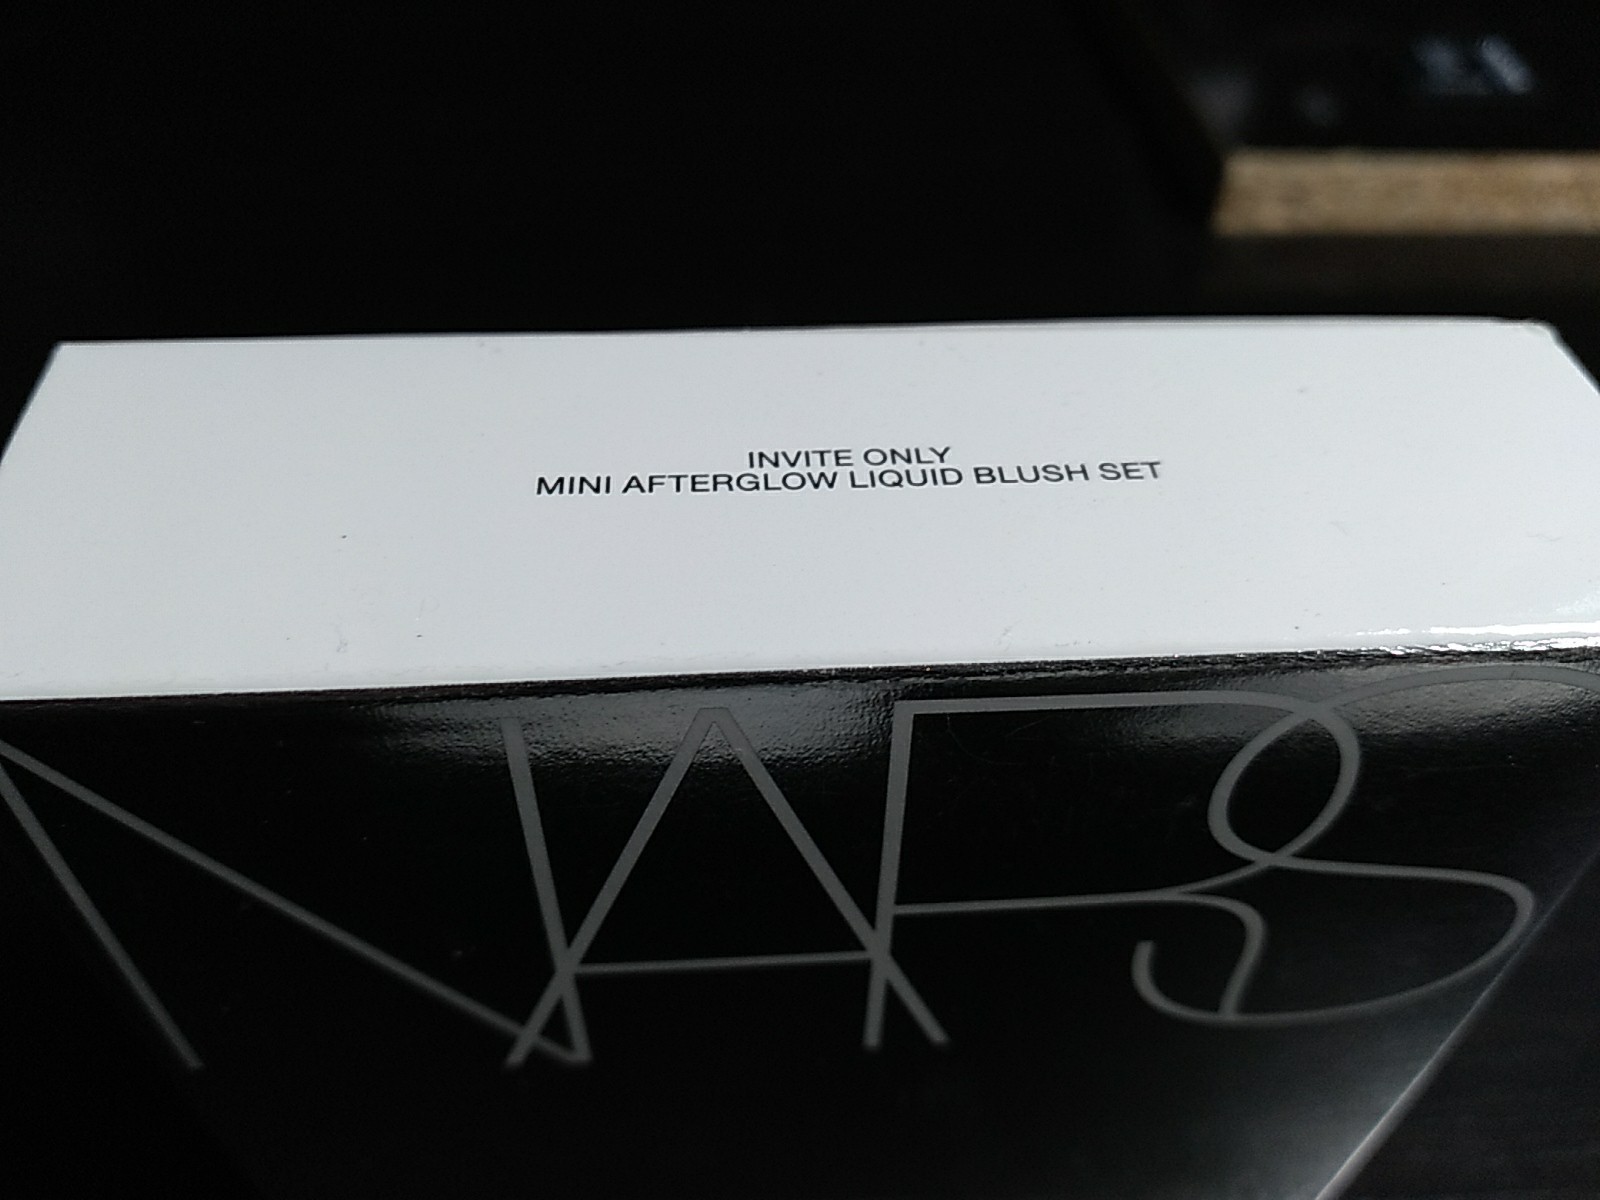 INVITE ONLY
MINI AFTERGLOW LIQUID BLUSH SET
NARS